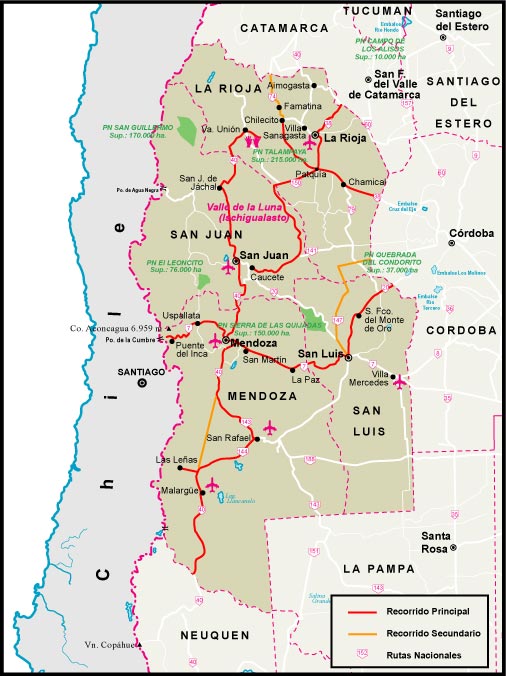 TUCUMAN
CATAMARCA
Embalse
Rio Hondo
Santiago
del Estero
PN CAMPO DE
LOS ALISOS
Sup.: 10.000 ha
San F.
del Valle
de Catamarca
SANTIAGO
DEL
ESTERO
LA RIOJA
Aimogasta
Famatina
Chilecito
Villa
Sanagasta
La Rioja
PN SAN GUILLERMO
Sup.: 170.000 ha.
Va. Unión
PN TALAMPAYA
Sup.: 215.000 ha
Patquía
Chamical
Po. de Agua Negra
San J. de
Jáchal
Valle de la Luna
(Ischigualasto)
Embalse
Cruz del Eje
Córdoba
SAN JUAN
San Juan
Caucete
PN El LEONCITO
Sup.: 76.000 ha
PN QUEBRADA
DEL CONDORITO
Sup.: 37.000 ha
Embalse Los Molinos
Embalse
Rio
Tercero
CORDOBA
Uspallata
Co. Aconcagua 6.959 m
Po. de la Cumbre
Puente
del Inca
PN SIERRA DE LAS QUIJADAS
Sup.: 150.000 ha
S. Fco.
del Monte
de Oro
Mendoza
San Martín
San Luis
La Paz
Villa
Mercedes
SANTIAGO
MENDOZA
SAN
LUIS
San Rafael
Las Leñas
Malargüe
Lag.
Llancanelo
Chile
Santa
Rosa
LA PAMPA
NEUQUEN
Vn. Copáhue
Recorrido Principal
Recorrido Secundario
152 Rutas Nacionales